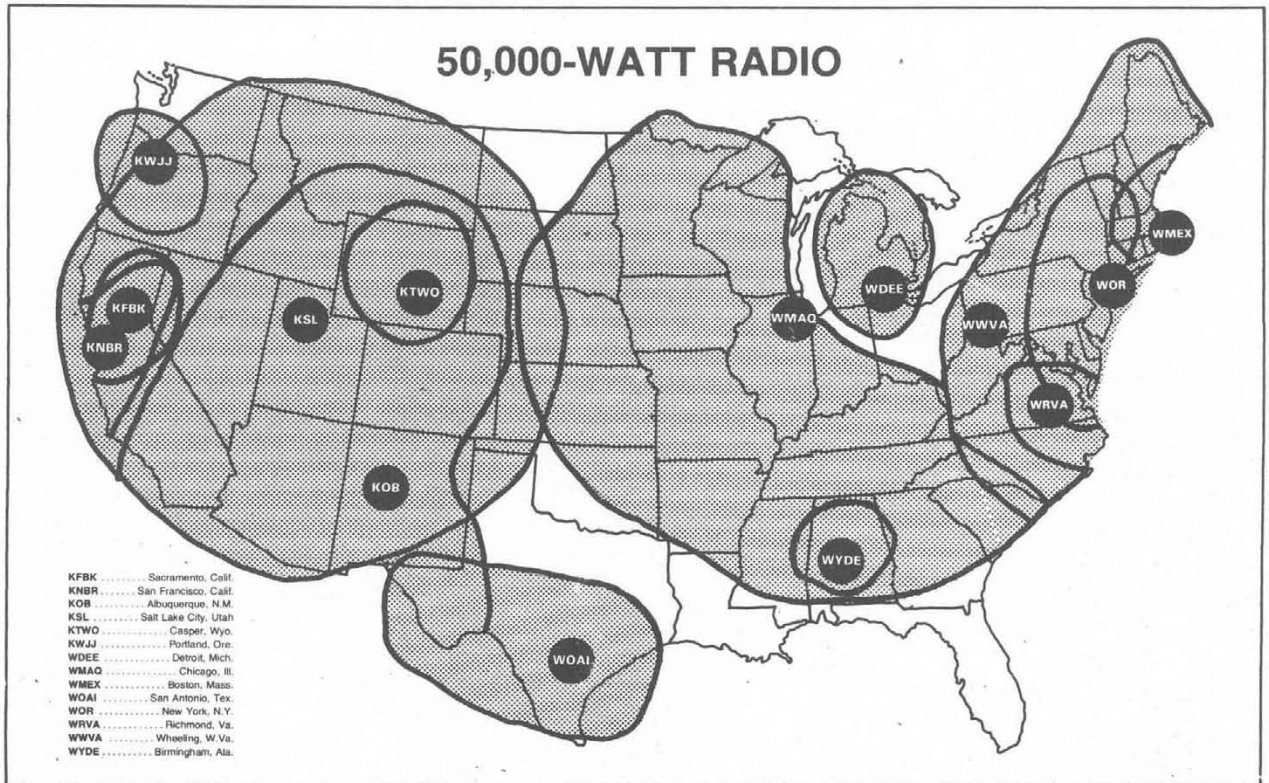 50,000-WATT RADIO
KWJJ
WMEX
KTWO
WDEE
WOR
KFBK
KSL
WMAQ
WWVA
KNBR
WRVA
KOB
WYDE
WOAI
KFBK ......... Sacramento, Calif.
KNBR ....... San Francisco, Calif.
KOB ........ Albuquerque, N.M.
KSL ........ Salt Lake City, Utah
KTWO ............. Casper, Wyo.
KWJJ ............. Portland, Ore.
WDEE ............ Detroit, Mich.
WMAQ ............. Chicago, Ill.
WMEX ............ Boston, Mass.
WOAI ........ San Antonio, Tex.
WOR ........... New York, N.Y.
WRVA ........... Richmond, Va.
WWVA ........ Wheeling, W.Va.
WYDE ......... Birmingham, Ala.